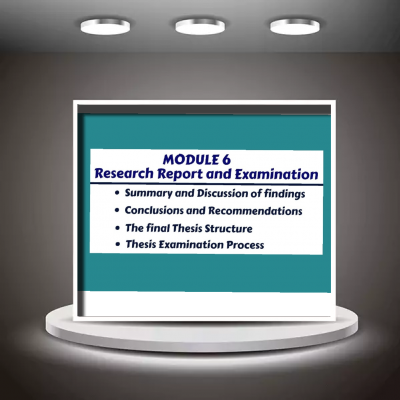 MODULE 6
Research Report and Examination
• Summary and Discussion of findings
• Conclusions and Recommendations
• The final Thesis Structure
• Thesis Examination Process